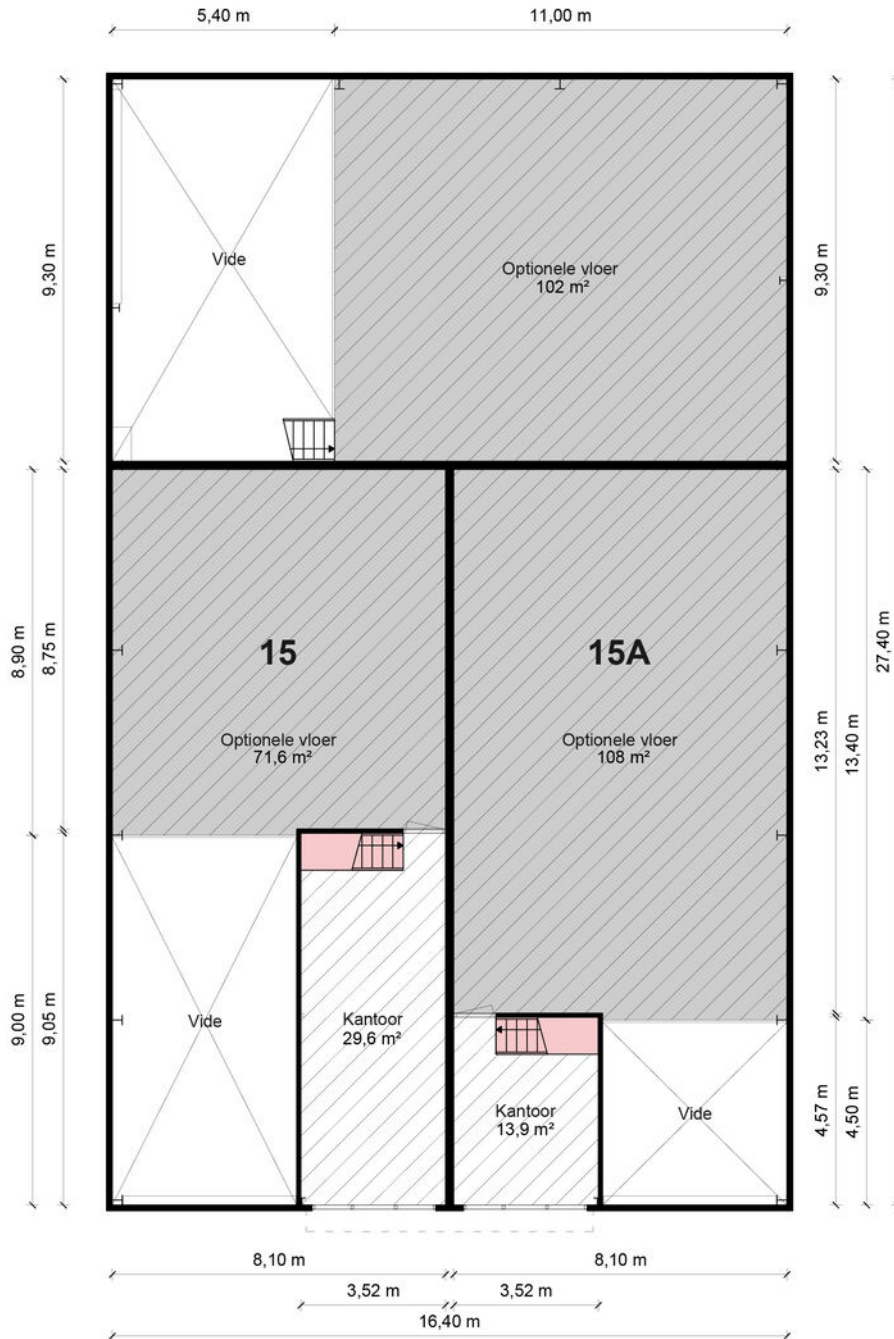 5,40 m
11,00 m
9,30 m
9,30 m
Vide
Optionele vloer
102 m²
15
15A
Optionele vloer
71,6 m²
Optionele vloer
108 m²
8,90 m
8,75 m
27,40 m
13,23 m
13,40 m
9,00 m
9,05 m
Vide
Kantoor
29,6 m²
Kantoor
13,9 m²
Vide
4,57 m
4,50 m
8,10 m
8,10 m
3,52 m
3,52 m
16,40 m